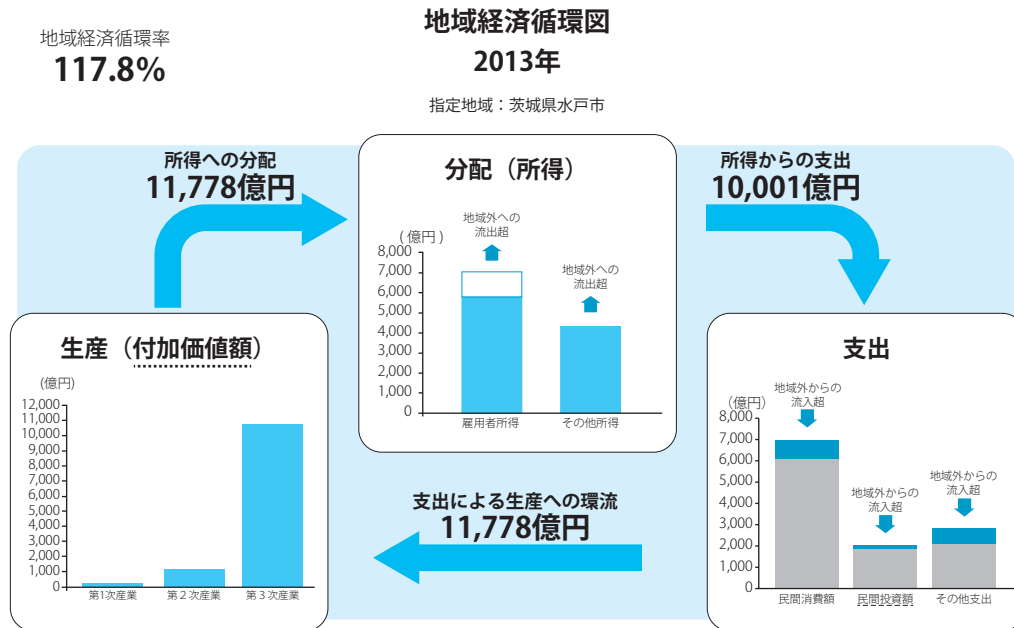 地域経済循環図
2013年
指定地域：茨城県水戸市
地域経済循環率
117.8%
所得への分配
11,778億円
分配（所得）
(億円)
8,000
7,000
6,000
5,000
4,000
3,000
2,000
1,000
0
地域外への
流出超
地域外への
流出超
雇用者所得
その他所得
所得からの支出
10,001億円
生産（付加価値額）
(億円)
12,000
11,000
10,000
9,000
8,000
7,000
6,000
5,000
4,000
3,000
2,000
1,000
0
第1次産業
第２次産業
第３次産業
支出による生産への環流
11,778億円
支出
（億円）
8,000
7,000
6,000
5,000
4,000
3,000
2,000
1,000
0
地域外からの
流入超
地域外からの
流入超
地域外からの
流入超
民間消費額
民間投資額
その他支出